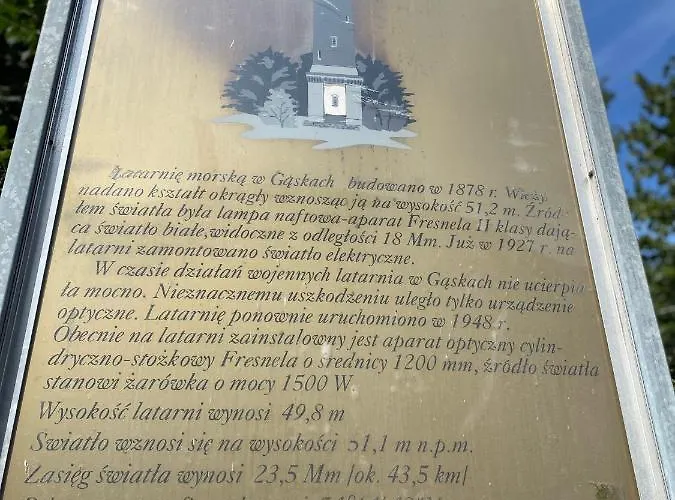 Latarnię morską w Gąskach budowano w 1878 r. Wieży
nadano kształt okrągły wznosząc ją na wysokość 51,2 m. Źród-
łem światła była lampa naftowa-aparat Fresnela II klasy dają-
ca światło białe,widoczne z odległości 18 Mm. Już w 1927 r. na
latarni zamontowano światło elektryczne.
W czasie działań wojennych latarnia w Gąskach nie ucierpia-
ła mocno. Nieznacznemu uszkodzeniu uległo tylko urządzenie
optyczne. Latarnię ponownie uruchomiono w 1948 r.
Obecnie na latarni zainstalowny jest aparat optyczny cylin-
dryczno-stożkowy Fresnela o średnicy 1200 mm, źródło światła
stanowi żarówka o mocy 1500 W.
Wysokość latarni wynosi 49,8 m
Światło wznosi się na wysokości 51,1 m n.p.m.
Zasięg światła wynosi 23,5 Mm /ok. 43,5 km/